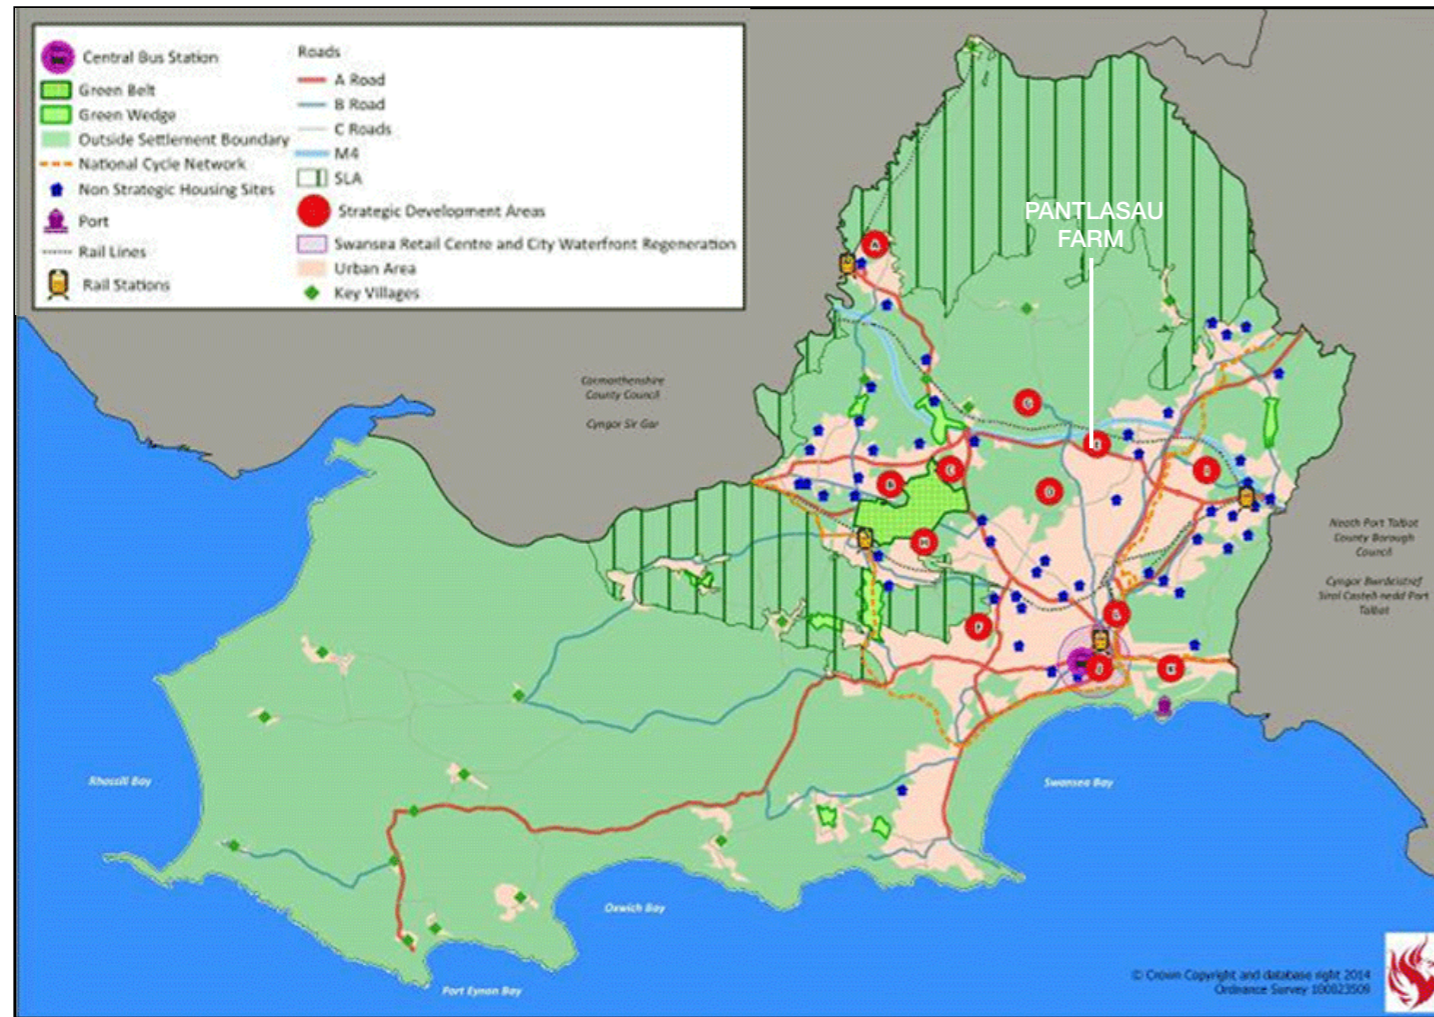 Central Bus Station
Green Belt
Green Wedge
Outside Settlement Boundary
National Cycle Network
Non Strategic Housing Sites
Port
Rail Lines
Rail Stations
Roads
A Road
B Road
C Roads
M4
SLA
Strategic Development Areas
Swansea Retail Centre and City Waterfront Regeneration
Urban Area
Key Villages
PANTLASAU
FARM
A
Carmarthenshire
County Council
Cyngor Sir Gar
G
C
D
H
F
L
J
K
Neath Port Talbot
County Borough
Council
Cyngor Bwrdeistref
Sirol Castell-nedd Port
Talbot
Rhossili Bay
Swansea Bay
Oxwich Bay
Port Eynon Bay
© Crown Copyright and database right 2014
Ordnance Survey 100023509